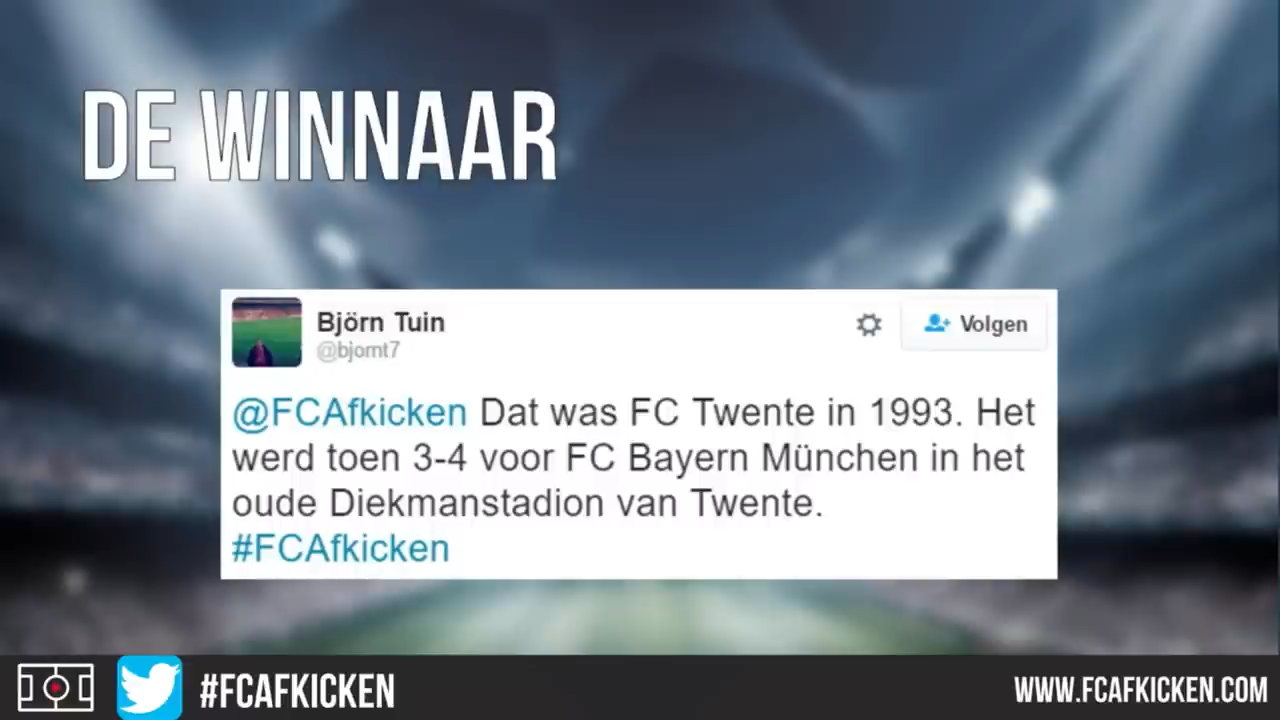 DE WINNAAR
Björn Tuin
@bjornt7
Volgen
@FCAfkicken Dat was FC Twente in 1993. Het
werd toen 3-4 voor FC Bayern München in het
oude Diekmanstadion van Twente.
#FCAfkicken
#FCAFKICKEN
WWW.FCAFKICKEN.COM